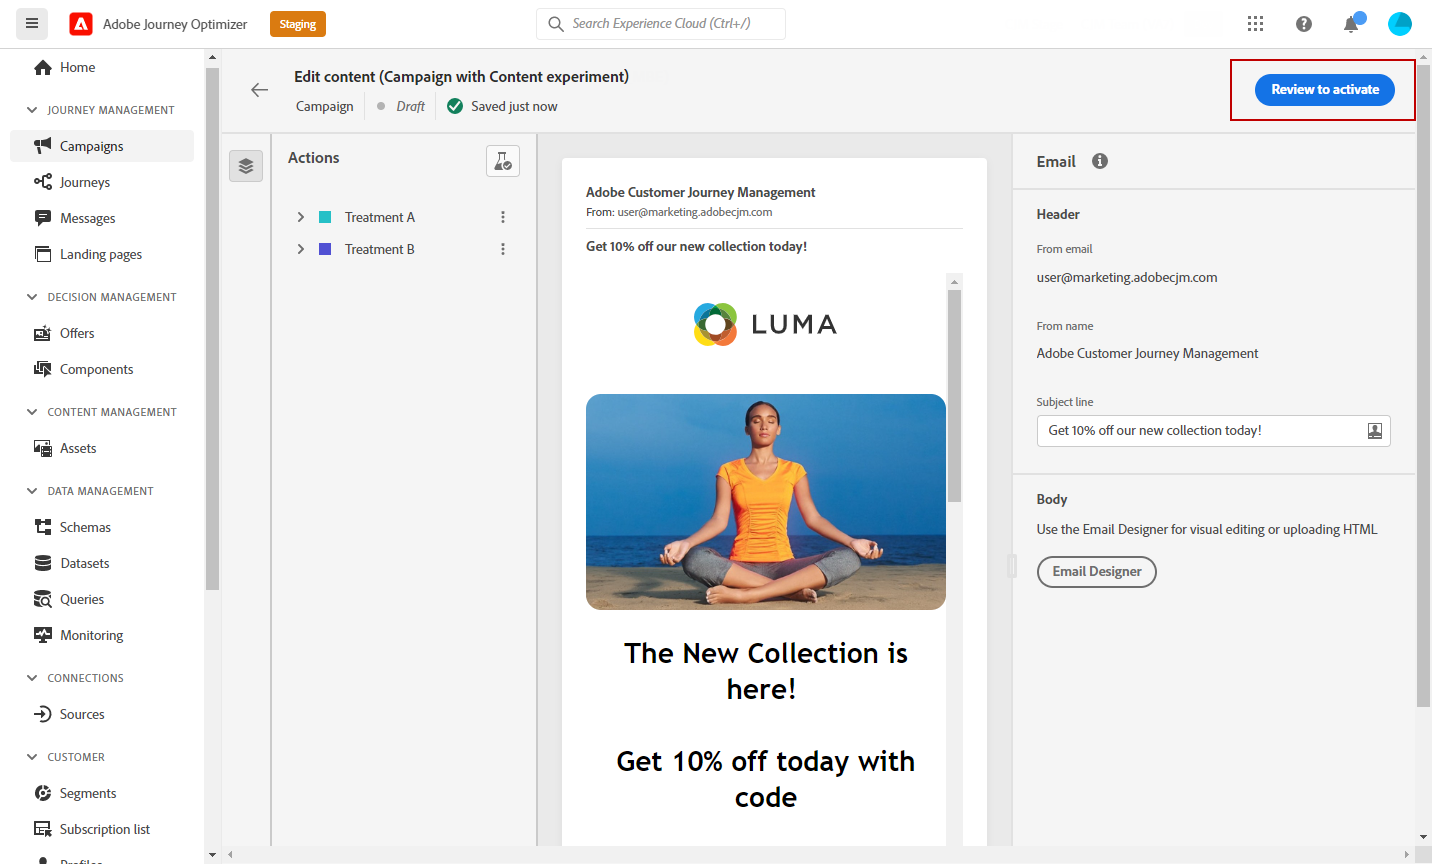 Adobe Journey Optimizer
Staging
Search Experience Cloud (Ctrl+/)
Home
JOURNEY MANAGEMENT
Campaigns
Journeys
Messages
Landing pages
DECISION MANAGEMENT
Offers
Components
CONTENT MANAGEMENT
Assets
DATA MANAGEMENT
Schemas
Datasets
Queries
Monitoring
CONNECTIONS
Sources
CUSTOMER
Segments
Subscription list
Profiles
Edit content (Campaign with Content experiment)
Campaign
Draft
Saved just now
Review to activate
Actions
Treatment A
Treatment B
Adobe Customer Journey Management
From: user@marketing.adobecjm.com
Get 10% off our new collection today!
LUMA
The New Collection is
here!
Get 10% off today with
code
Email
Header
From email
user@marketing.adobecjm.com
From name
Adobe Customer Journey Management
Subject line
Get 10% off our new collection today!
Body
Use the Email Designer for visual editing or uploading HTML
Email Designer